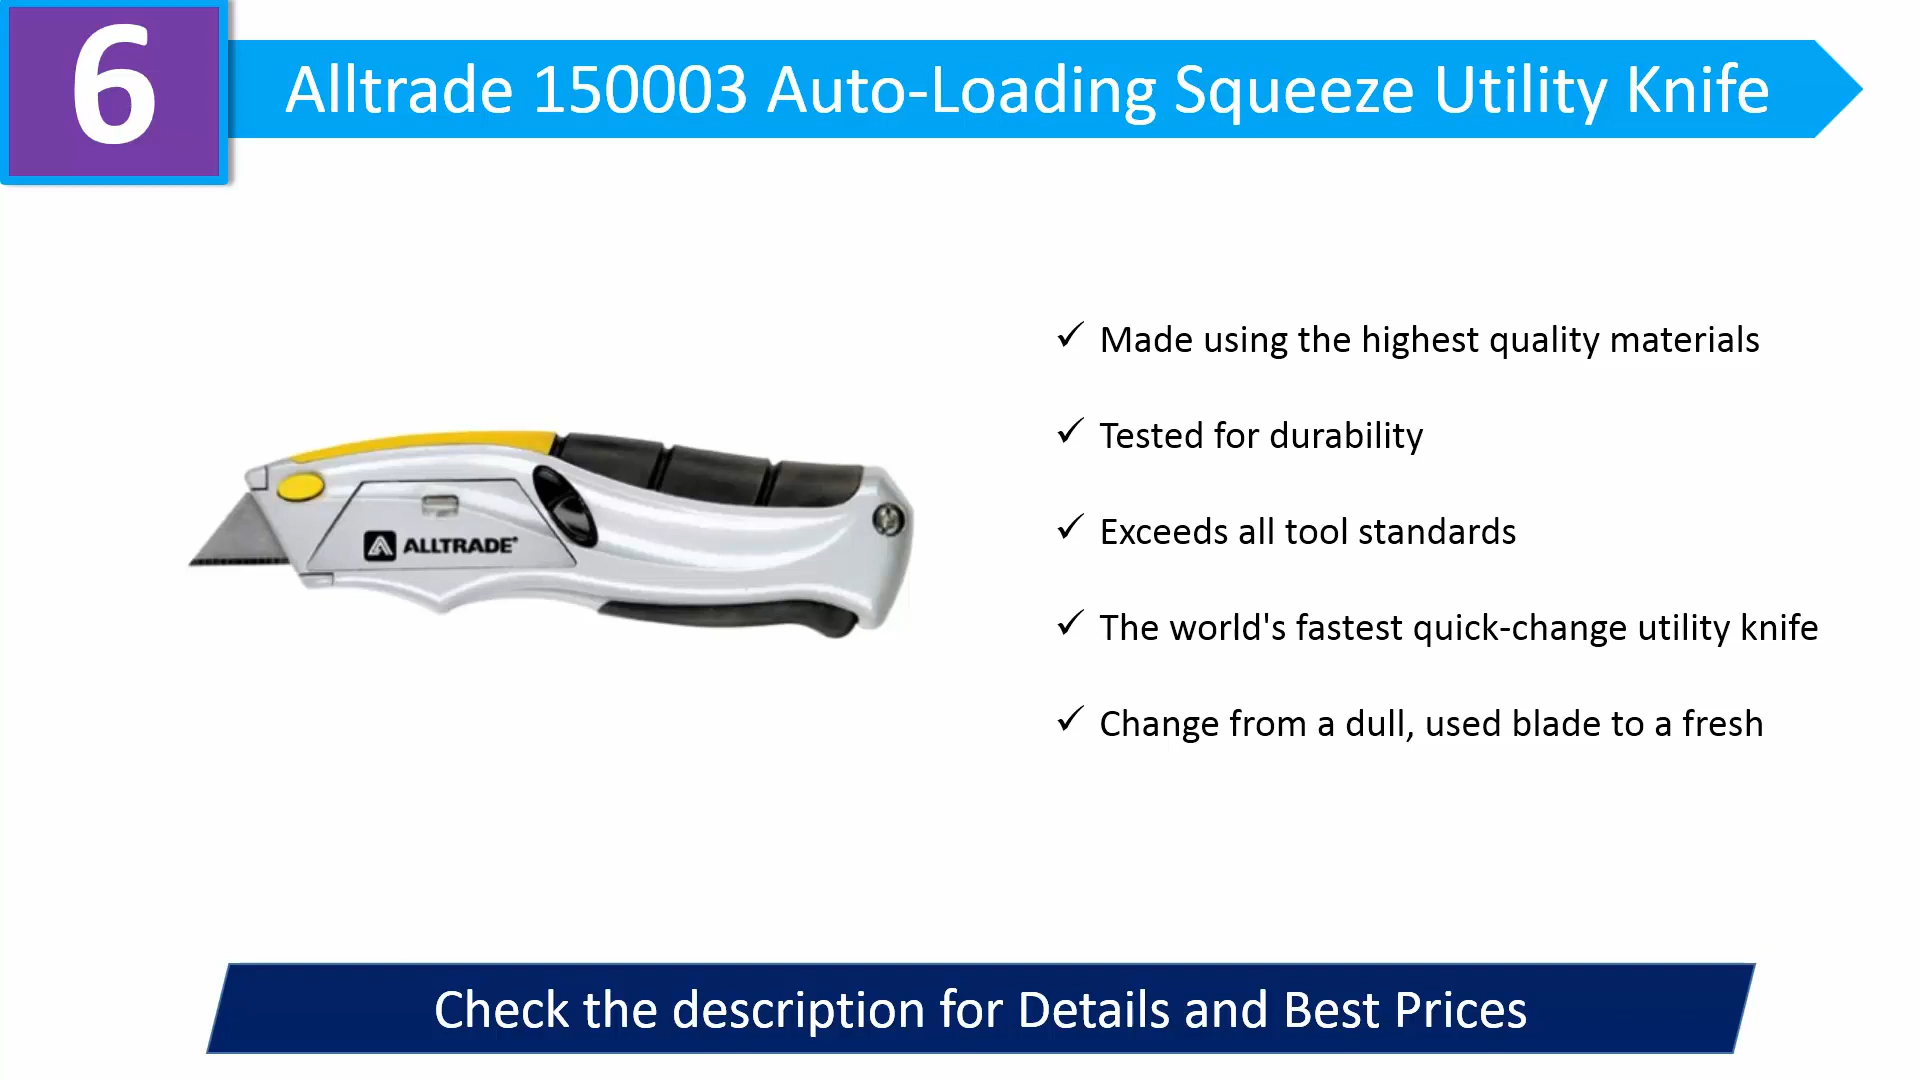 6
Alltrade 150003 Auto-Loading Squeeze Utility Knife
✓ Made using the highest quality materials
✓ Tested for durability
✓ Exceeds all tool standards
✓ The world's fastest quick-change utility knife
✓ Change from a dull, used blade to a fresh
ALLTRADE
Check the description for Details and Best Prices